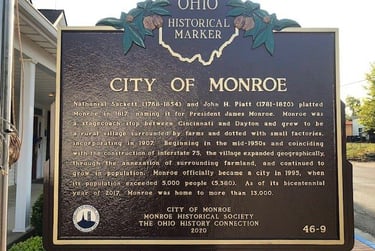 OHIO
HISTORICAL
MARKER
CITY OF MONROE
Nathanial Sackett (1768-1854) and John H. Piatt (1781-1820) platted
Monroe in 1817, naming it for President James Monroe. Monroe was
a stagecoach stop between Cincinnati and Dayton and grew to be
a rural village surrounded by farms and dotted with small factories,
incorporating in 1907. Beginning in the mid-1950s and coinciding
with the construction of interstate 75, the village expanded geographically,
through the annexation of surrounding farmland, and continued to
grow in population. Monroe officially became a city in 1995, when
its population exceeded 5,000 people (5,380). As of its bicentennial
year of 2017, Monroe was home to more than 13,000.
CITY OF MONROE
MONROE HISTORICAL SOCIETY
THE OHIO HISTORY CONNECTION
2020
46-9